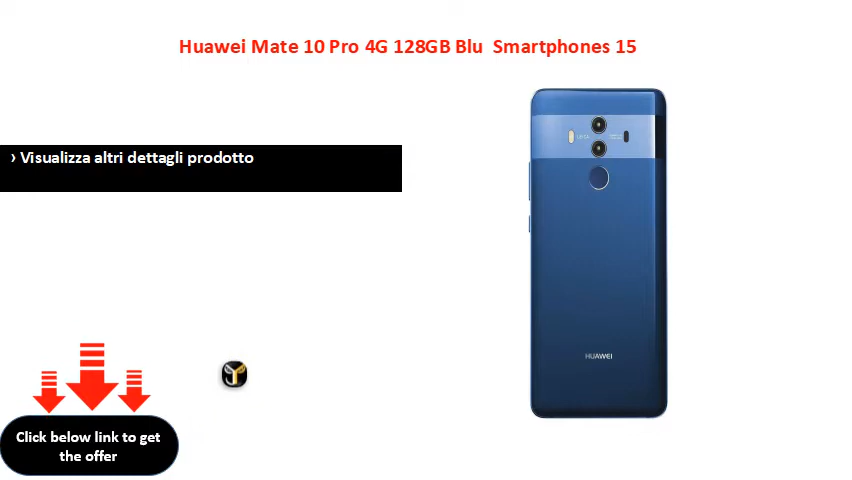 Huawei Mate 10 Pro 4G 128GB Blu Smartphones 15
› Visualizza altri dettagli prodotto
HUAWEI
Click below link to get
the offer